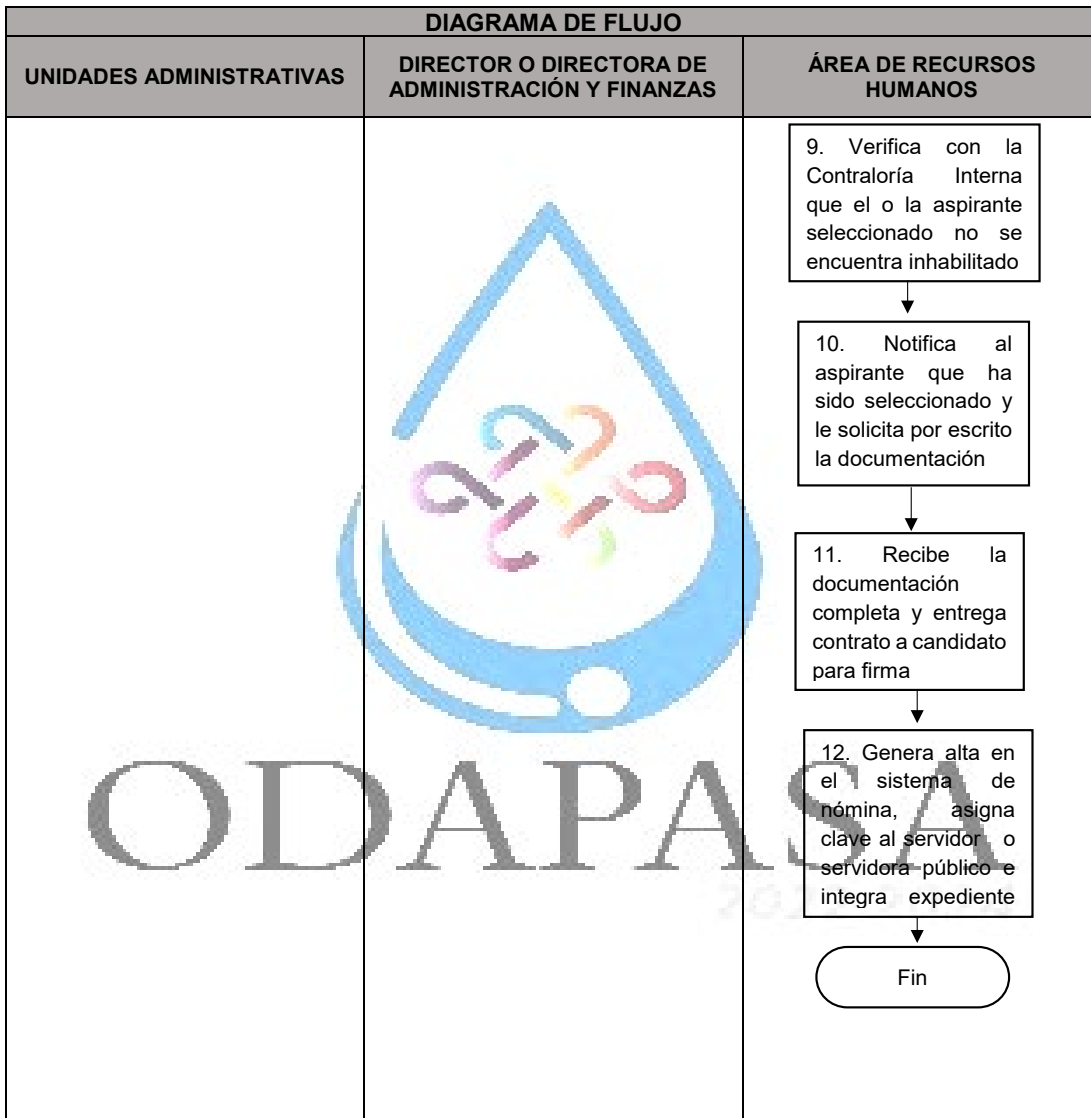 DIAGRAMA DE FLUJO
UNIDADES ADMINISTRATIVAS
DIRECTOR O DIRECTORA DE
ADMINISTRACIÓN Y FINANZAS
ÁREA DE RECURSOS
HUMANOS
9. Verifica con la
Contraloría Interna
que el o la aspirante
seleccionado no se
encuentra inhabilitado
10. Notifica al
aspirante que ha
sido seleccionado y
le solicita por escrito
la documentación
11. Recibe la
documentación
completa y entrega
contrato a candidato
para firma
12. Genera alta en
el sistema de
nómina, asigna
clave al servidor o
servidora público e
integra expediente
Fin
ODAPASA